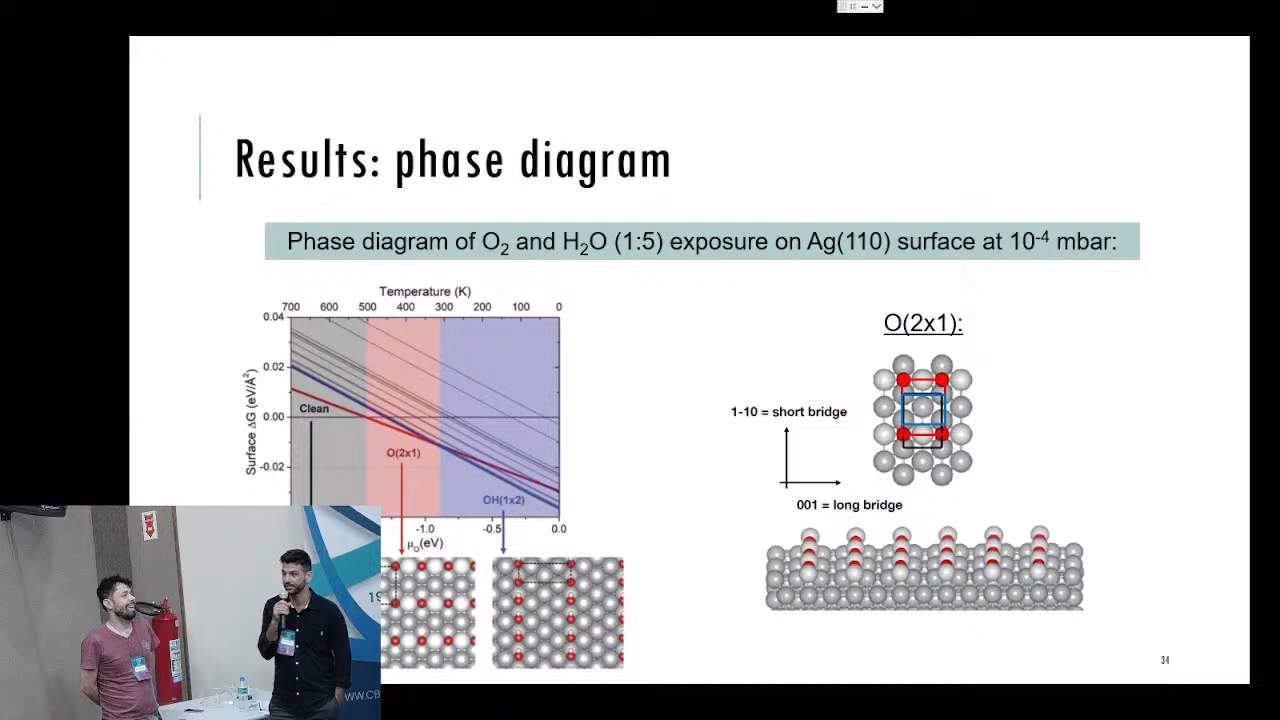 Results: phase diagram
Phase diagram of O2 and H2O (1:5) exposure on Ag(110) surface at 10-4 mbar:
Temperature (K)
700 600 500 400 300 200 100 0
0.04
0.02
0.00
-0.02
Surface ΔG (eV/Å2)
Clean
O(2x1)
OH(1x2)
-1.0 -0.5 0.0
μO(eV)
O(2x1):
1-10 = short bridge
001 = long bridge
34
19
WWW.CB